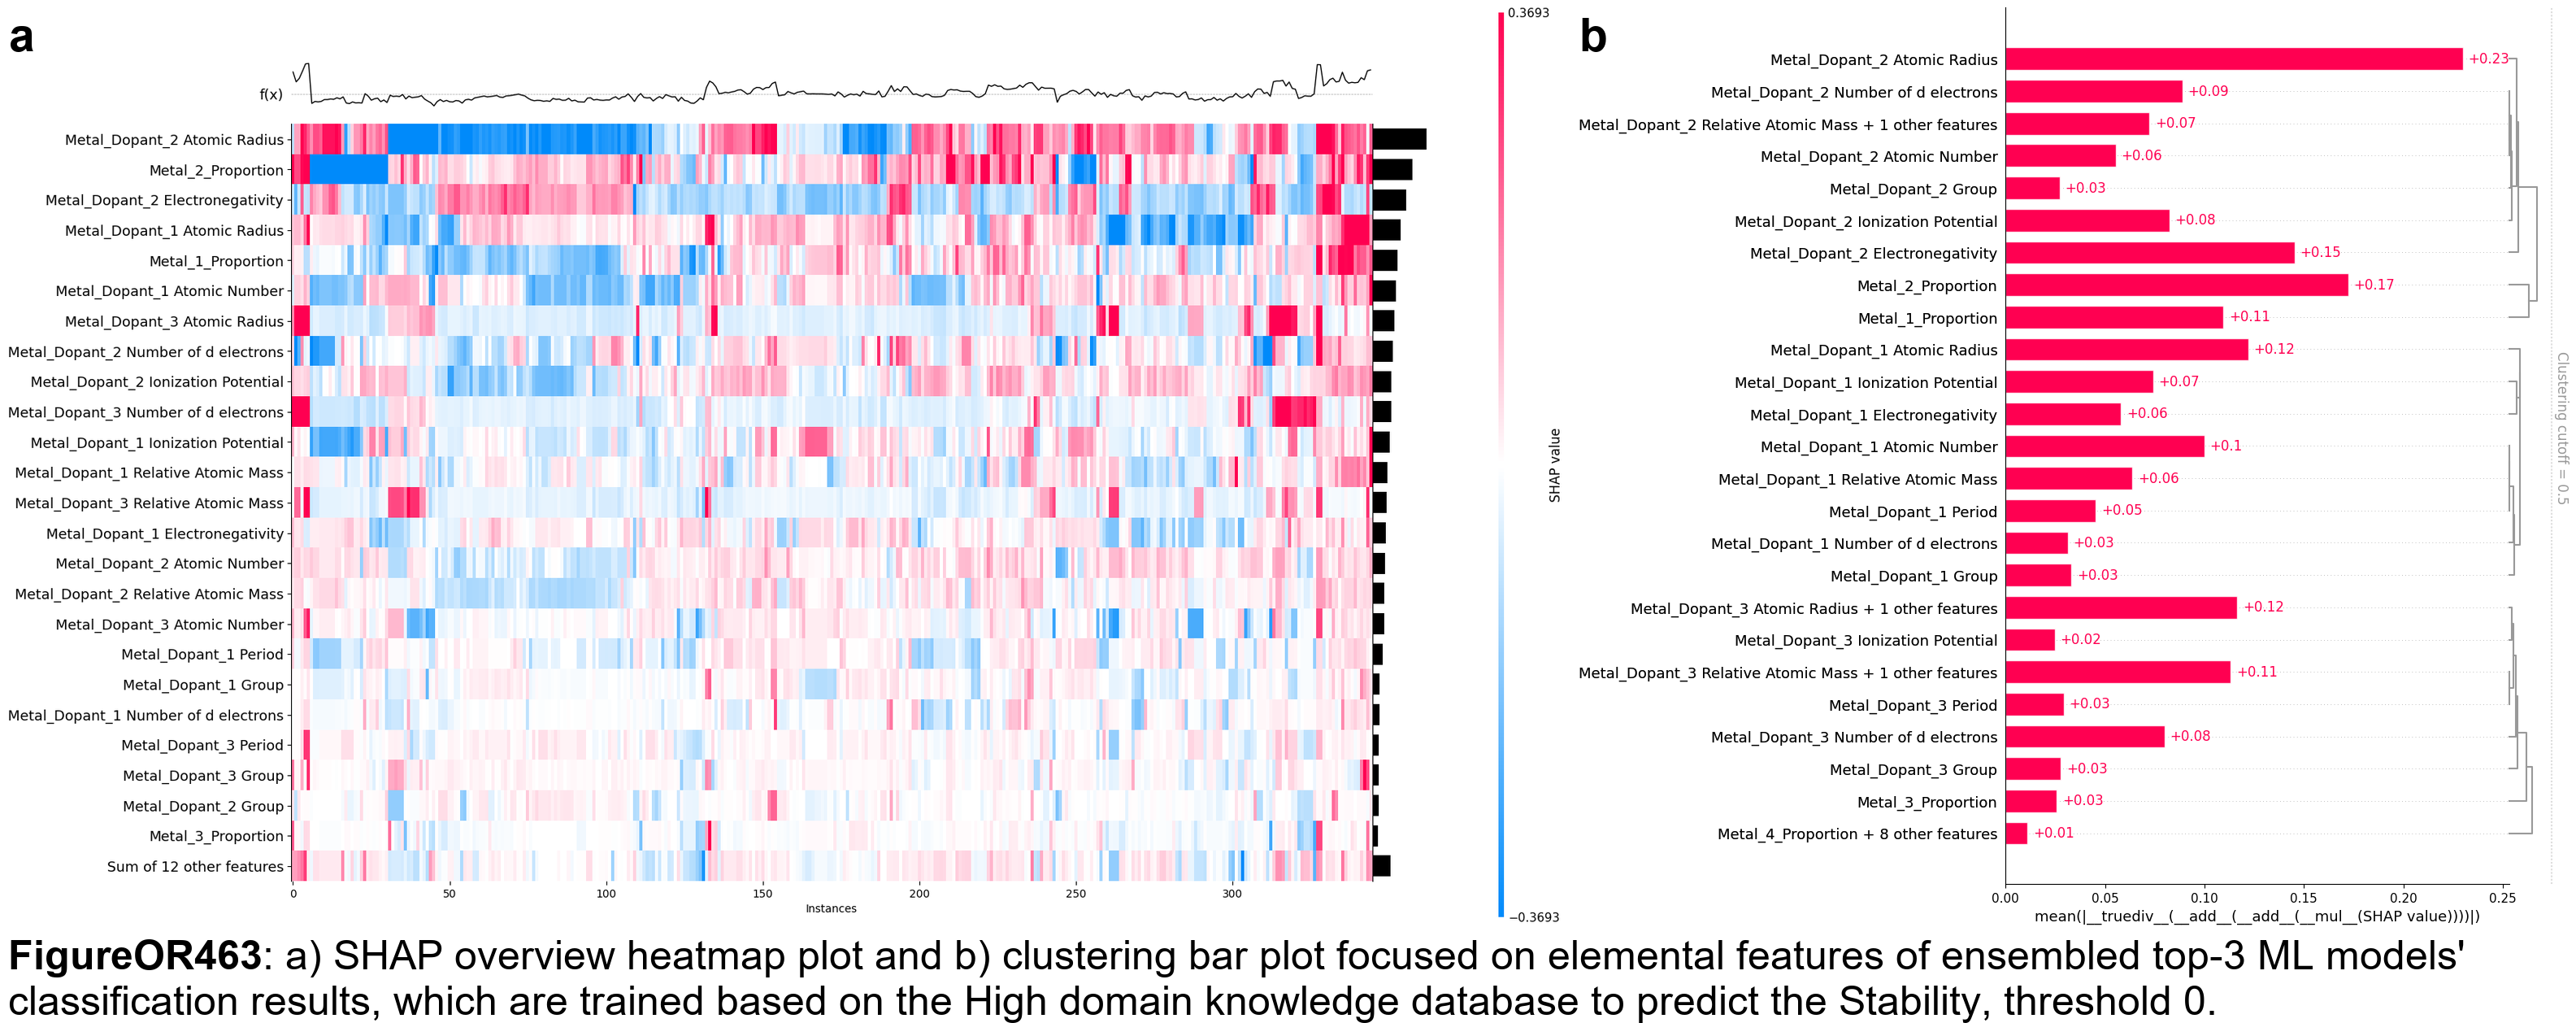 a
f(x)
Metal_Dopant_2 Atomic Radius
Metal_2_Proportion
Metal_Dopant_2 Electronegativity
Metal_Dopant_1 Atomic Radius
Metal_1_Proportion
Metal_Dopant_1 Atomic Number
Metal_Dopant_3 Atomic Radius
Metal_Dopant_2 Number of d electrons
Metal_Dopant_2 Ionization Potential
Metal_Dopant_3 Number of d electrons
Metal_Dopant_1 Ionization Potential
Metal_Dopant_1 Relative Atomic Mass
Metal_Dopant_3 Relative Atomic Mass
Metal_Dopant_1 Electronegativity
Metal_Dopant_2 Atomic Number
Metal_Dopant_2 Relative Atomic Mass
Metal_Dopant_3 Atomic Number
Metal_Dopant_1 Period
Metal_Dopant_1 Group
Metal_Dopant_1 Number of d electrons
Metal_Dopant_3 Period
Metal_Dopant_3 Group
Metal_Dopant_2 Group
Metal_3_Proportion
Sum of 12 other features
0 50 100 150 200 250 300
Instances
0.3693
SHAP value
−0.3693
b
Metal_Dopant_2 Atomic Radius +0.23
Metal_Dopant_2 Number of d electrons +0.09
Metal_Dopant_2 Relative Atomic Mass + 1 other features +0.07
Metal_Dopant_2 Atomic Number +0.06
Metal_Dopant_2 Group +0.03
Metal_Dopant_2 Ionization Potential +0.08
Metal_Dopant_2 Electronegativity +0.15
Metal_2_Proportion +0.17
Metal_1_Proportion +0.11
Metal_Dopant_1 Atomic Radius +0.12
Metal_Dopant_1 Ionization Potential +0.07
Metal_Dopant_1 Electronegativity +0.06
Metal_Dopant_1 Atomic Number +0.1
Metal_Dopant_1 Relative Atomic Mass +0.06
Metal_Dopant_1 Period +0.05
Metal_Dopant_1 Number of d electrons +0.03
Metal_Dopant_1 Group +0.03
Metal_Dopant_3 Atomic Radius + 1 other features +0.12
Metal_Dopant_3 Ionization Potential +0.02
Metal_Dopant_3 Relative Atomic Mass + 1 other features +0.11
Metal_Dopant_3 Period +0.03
Metal_Dopant_3 Number of d electrons +0.08
Metal_Dopant_3 Group +0.03
Metal_3_Proportion +0.03
Metal_4_Proportion + 8 other features +0.01
0.00 0.05 0.10 0.15 0.20 0.25
mean(|__truediv__(__add__(__add__(__mul__(SHAP value))))|)
Clustering cutoff = 0.5
FigureOR463: a) SHAP overview heatmap plot and b) clustering bar plot focused on elemental features of ensembled top-3 ML models'
classification results, which are trained based on the High domain knowledge database to predict the Stability, threshold 0.